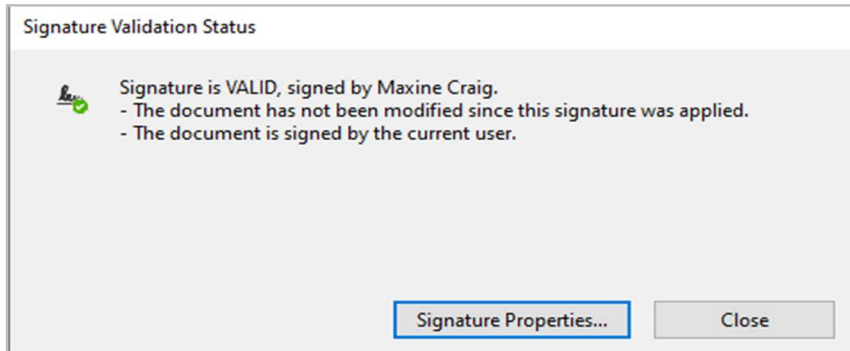 Signature Validation Status
Signature is VALID, signed by Maxine Craig.
- The document has not been modified since this signature was applied.
- The document is signed by the current user.
Signature Properties... Close